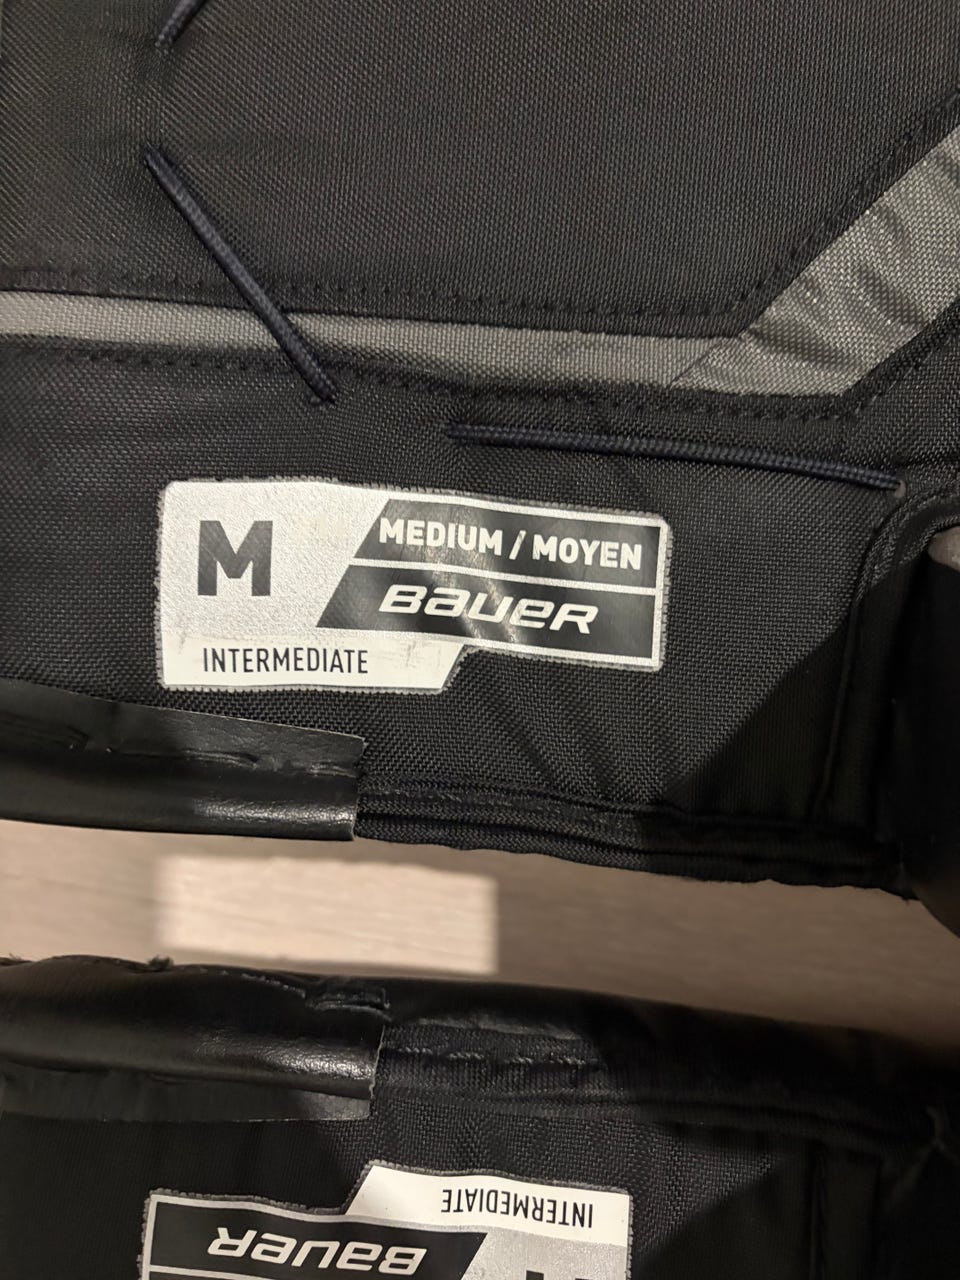 M
MEDIUM / MOYEN
BAUER
INTERMEDIATE
INTERMEDIATE
BAUER